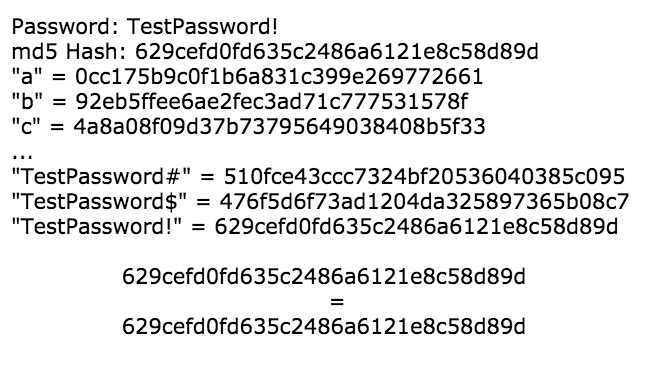 Password: TestPassword!
md5 Hash: 629cefd0fd635c2486a6121e8c58d89d
"a" = 0cc175b9c0f1b6a831c399e269772661
"b" = 92eb5ffee6ae2fec3ad71c777531578f
"c" = 4a8a08f09d37b73795649038408b5f33
...
"TestPassword#" = 510fce43ccc7324bf20536040385c095
"TestPassword$" = 476f5d6f73ad1204da325897365b08c7
"TestPassword!" = 629cefd0fd635c2486a6121e8c58d89d
629cefd0fd635c2486a6121e8c58d89d
=
629cefd0fd635c2486a6121e8c58d89d